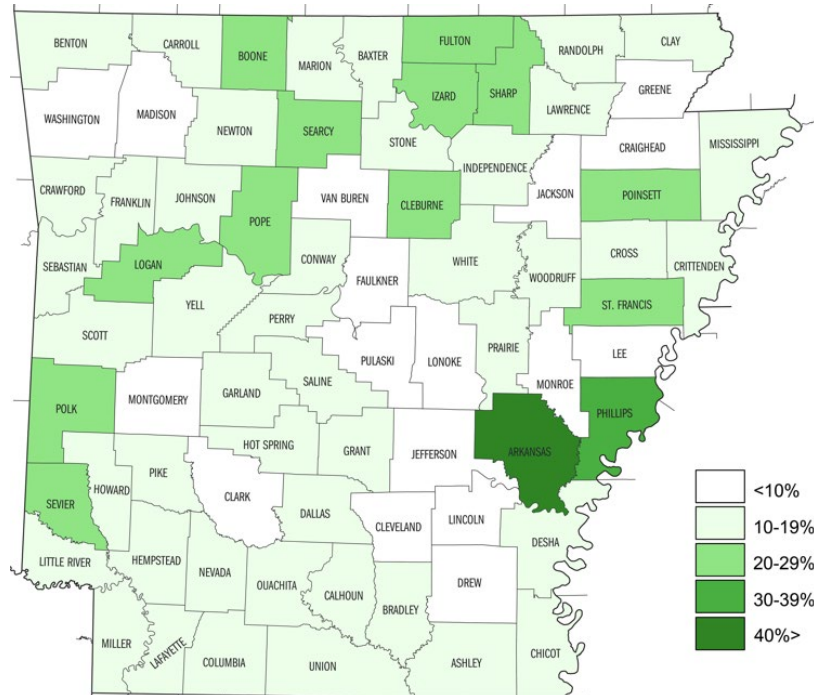 BENTON
CARROLL
BOONE
MARION
BAXTER
FULTON
RANDOLPH
CLAY
WASHINGTON
MADISON
NEWTON
SEARCY
STONE
IZARD
SHARP
LAWRENCE
GREENE
CRAIGHEAD
MISSISSIPPI
CRAWFORD
FRANKLIN
JOHNSON
POPE
VAN BUREN
CLEBURNE
INDEPENDENCE
JACKSON
POINSETT
SEBASTIAN
LOGAN
CONWAY
FAULKNER
WHITE
WOODRUFF
CROSS
CRITTENDEN
SCOTT
YELL
PERRY
PULASKI
LONOKE
PRAIRIE
ST. FRANCIS
LEE
MONROE
POLK
MONTGOMERY
GARLAND
SALINE
PHILLIPS
HOT SPRING
GRANT
JEFFERSON
ARKANSAS
SEVIER
HOWARD
PIKE
CLARK
DALLAS
CLEVELAND
LINCOLN
DESHA
LITTLE RIVER
HEMPSTEAD
NEVADA
OUACHITA
CALHOUN
BRADLEY
DREW
MILLER
LAFAYETTE
COLUMBIA
UNION
ASHLEY
CHICOT
<10%
10-19%
20-29%
30-39%
40%>